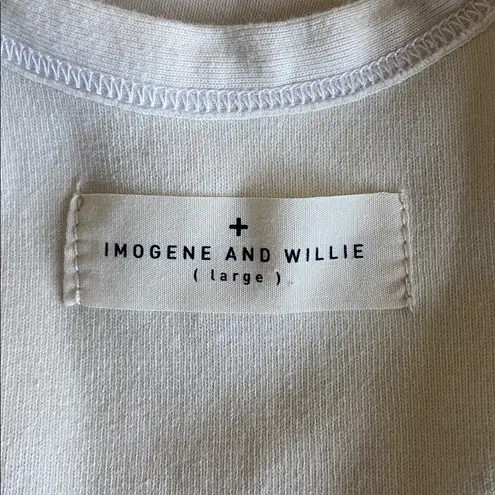 +
IMOGENE AND WILLIE
( large )